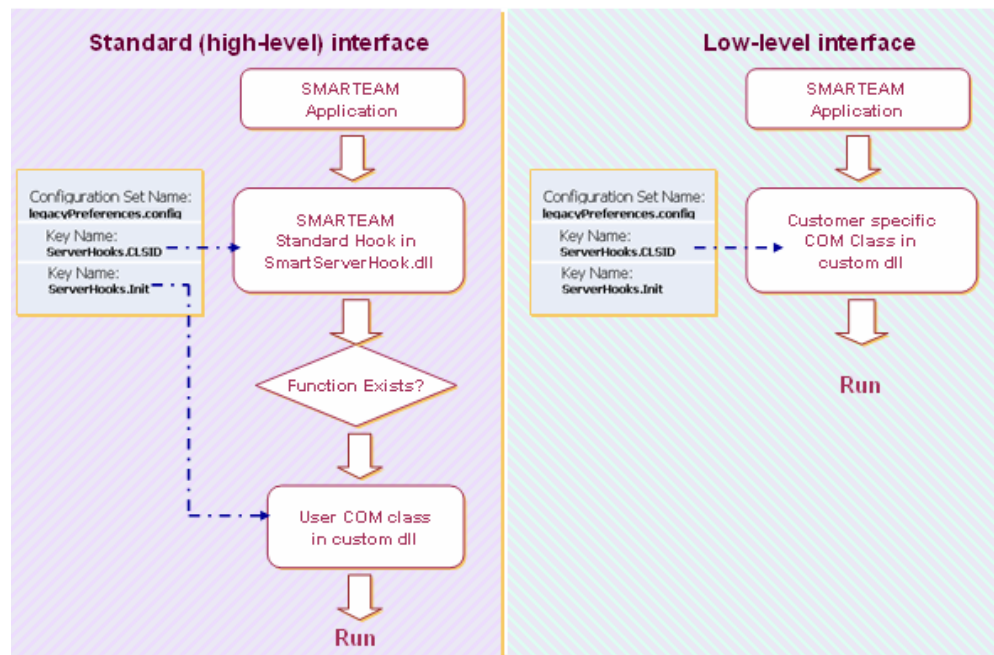 Standard (high-level) interface
SMARTEAM
Application
Configuration Set Name:
legacyPreferences.config
Key Name:
ServerHooks.CLSID
Key Name:
ServerHooks.Init
SMARTEAM
Standard Hook in
SmartServerHook.dll
Function Exists?
User COM class
in custom dll
Run
Low-level interface
SMARTEAM
Application
Configuration Set Name:
legacyPreferences.config
Key Name:
ServerHooks.CLSID
Key Name:
ServerHooks.Init
Customer specific
COM Class in
custom dll
Run